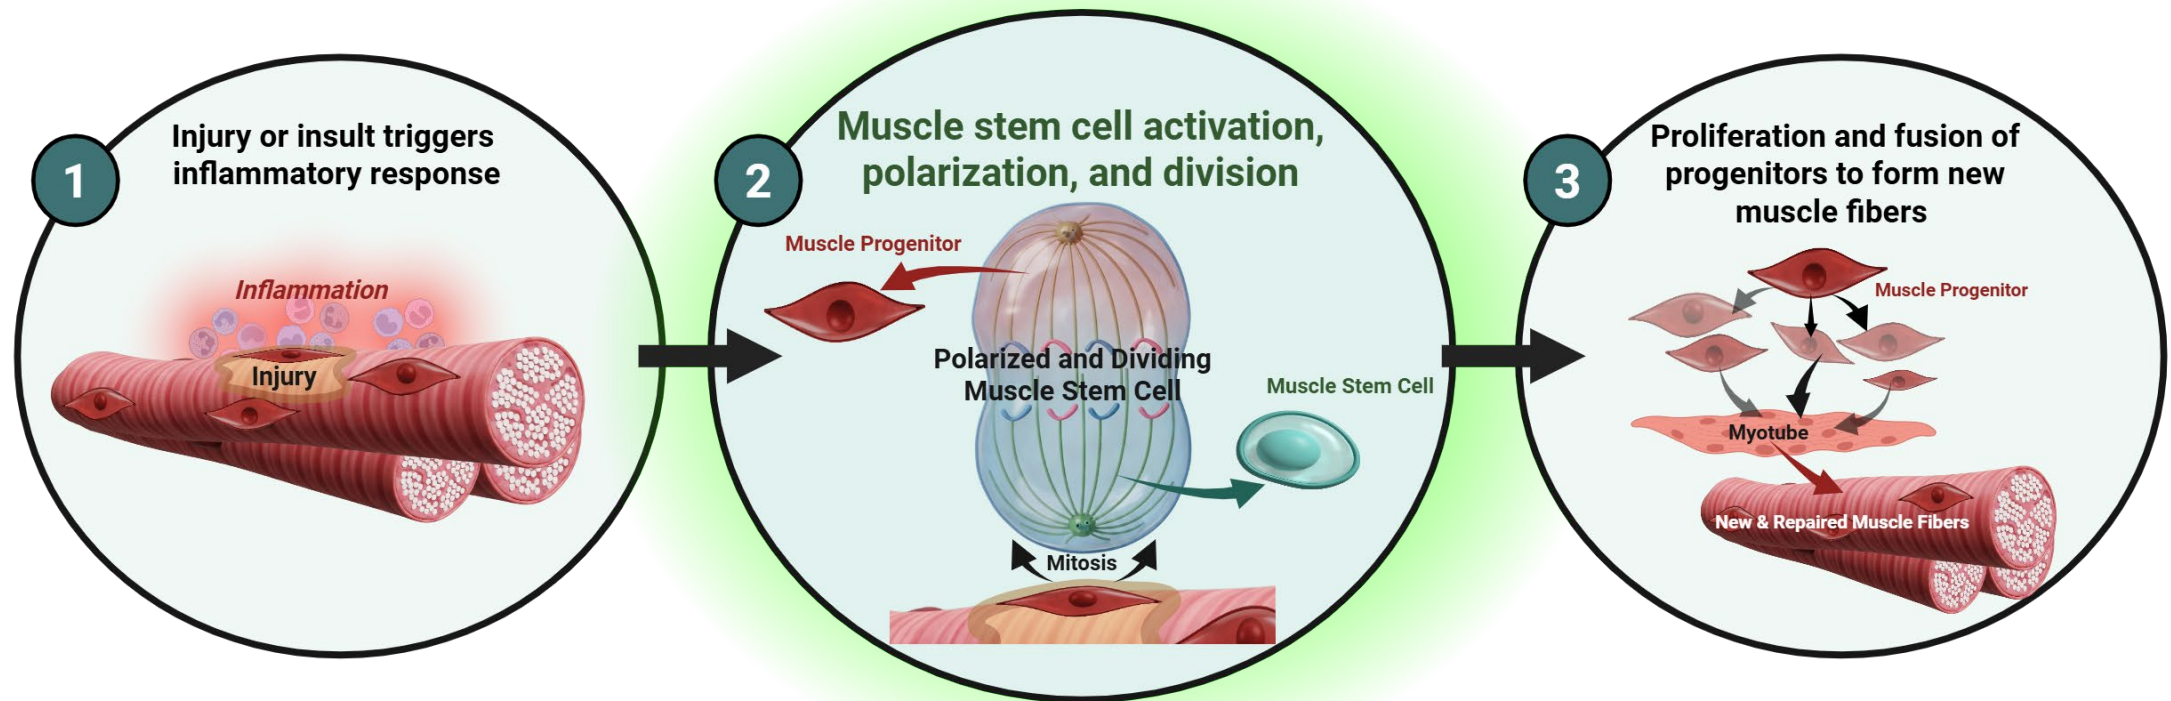 1
Injury or insult triggers
inflammatory response
Inflammation
Injury
2
Muscle stem cell activation,
polarization, and division
Muscle Progenitor
Polarized and Dividing
Muscle Stem Cell
Muscle Stem Cell
Mitosis
3
Proliferation and fusion of
progenitors to form new
muscle fibers
Muscle Progenitor
Myotube
New & Repaired Muscle Fibers